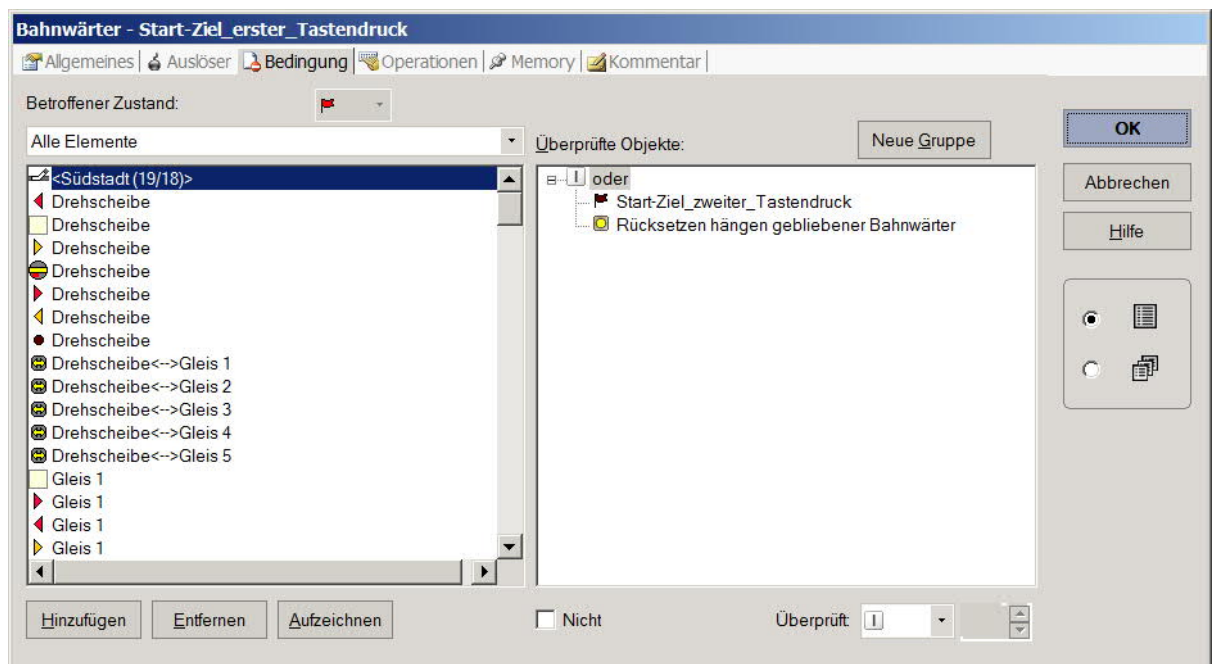 Bahnwärter - Start-Ziel_erster_Tastendruck
Allgemeines Auslöser Bedingung Operationen Memory Kommentar
Betroffener Zustand:
Alle Elemente
Überprüfte Objekte:
Neue Gruppe
OK
Abbrechen
Hilfe
<Südstadt (19/18)>
Drehscheibe
Drehscheibe
Drehscheibe
Drehscheibe
Drehscheibe
Drehscheibe
Drehscheibe
Drehscheibe<-->Gleis 1
Drehscheibe<-->Gleis 2
Drehscheibe<-->Gleis 3
Drehscheibe<-->Gleis 4
Drehscheibe<-->Gleis 5
Gleis 1
Gleis 1
Gleis 1
Gleis 1
oder
Start-Ziel_zweiter_Tastendruck
Rücksetzen hängen gebliebener Bahnwärter
Hinzufügen
Entfernen
Aufzeichnen
Nicht
Überprüft: